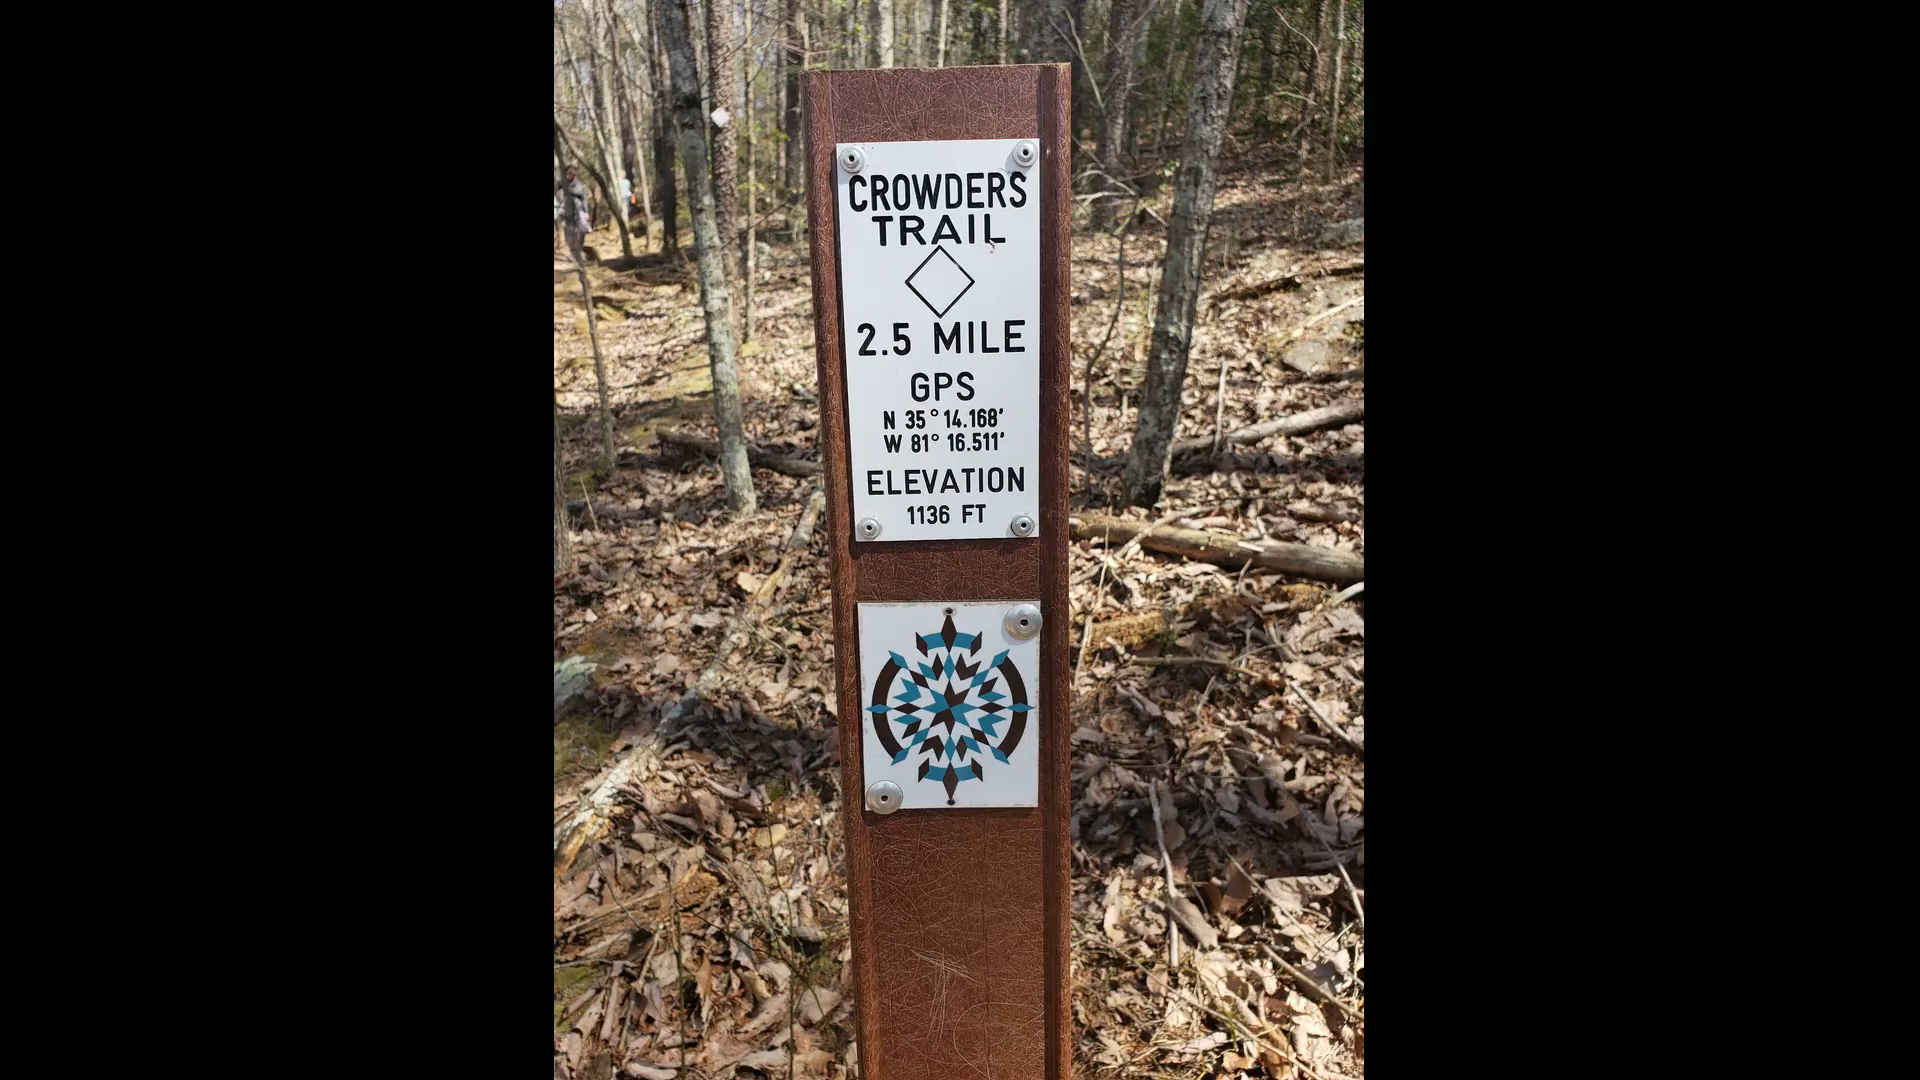 CROWDERS
TRAIL
2.5 MILE
GPS
N 35° 14.168'
W 81° 16.511'
ELEVATION
1136 FT